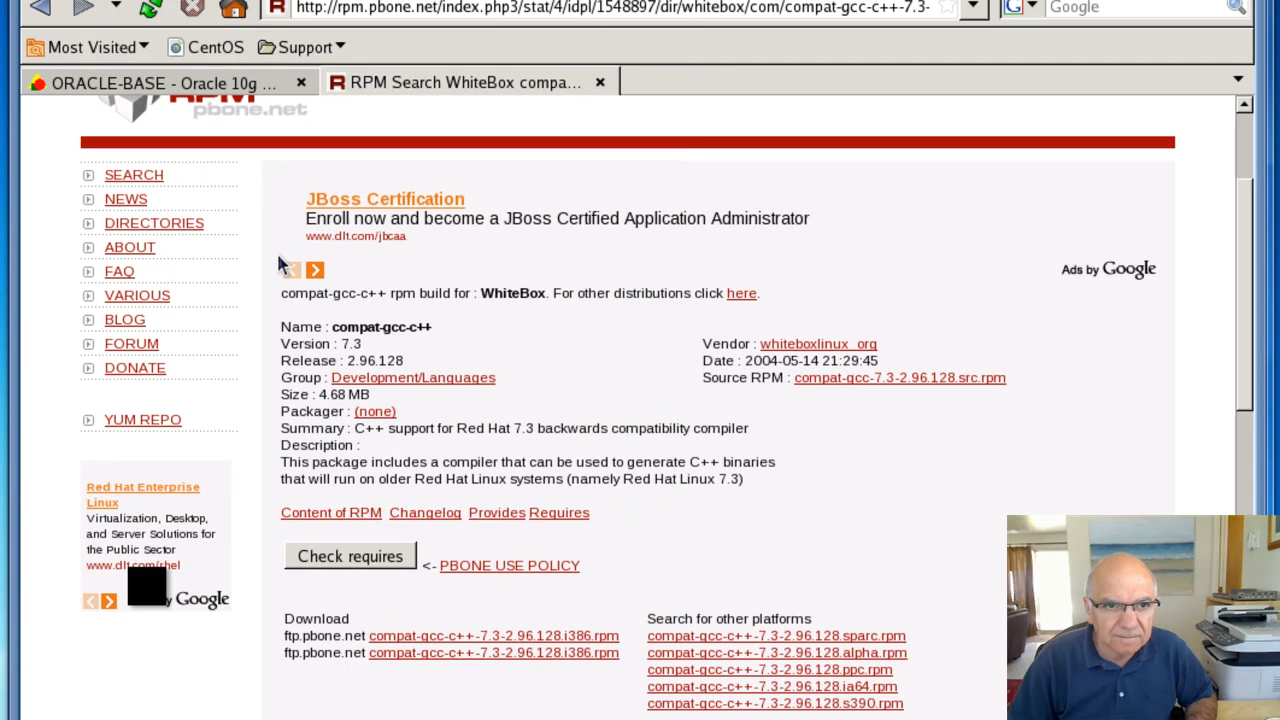 http://rpm.pbone.net/index.php3/stat/4/idpl/1548897/dir/whitebox/com/compat-gcc-c++-7.3-
Google
Most Visited CentOS Support
ORACLE-BASE - Oracle 10g ... RPM Search WhiteBox compa...
RPM
pbone.net
SEARCH
NEWS
DIRECTORIES
ABOUT
FAQ
VARIOUS
BLOG
FORUM
DONATE
YUM REPO
Red Hat Enterprise
Linux
Virtualization, Desktop,
and Server Solutions for
the Public Sector
www.dlt.com/rhel
Google
JBoss Certification
Enroll now and become a JBoss Certified Application Administrator
www.dlt.com/jbcaa
Ads by Google
compat-gcc-c++ rpm build for : WhiteBox. For other distributions click here.
Name : compat-gcc-c++
Version : 7.3 Vendor : whiteboxlinux_org
Release : 2.96.128 Date : 2004-05-14 21:29:45
Group : Development/Languages Source RPM : compat-gcc-7.3-2.96.128.src.rpm
Size : 4.68 MB
Packager : (none)
Summary : C++ support for Red Hat 7.3 backwards compatibility compiler
Description :
This package includes a compiler that can be used to generate C++ binaries
that will run on older Red Hat Linux systems (namely Red Hat Linux 7.3)
Content of RPM Changelog Provides Requires
Check requires <- PBONE USE POLICY
Download Search for other platforms
ftp.pbone.net compat-gcc-c++-7.3-2.96.128.i386.rpm compat-gcc-c++-7.3-2.96.128.sparc.rpm
ftp.pbone.net compat-gcc-c++-7.3-2.96.128.i386.rpm compat-gcc-c++-7.3-2.96.128.alpha.rpm
compat-gcc-c++-7.3-2.96.128.ppc.rpm
compat-gcc-c++-7.3-2.96.128.ia64.rpm
compat-gcc-c++-7.3-2.96.128.s390.rpm